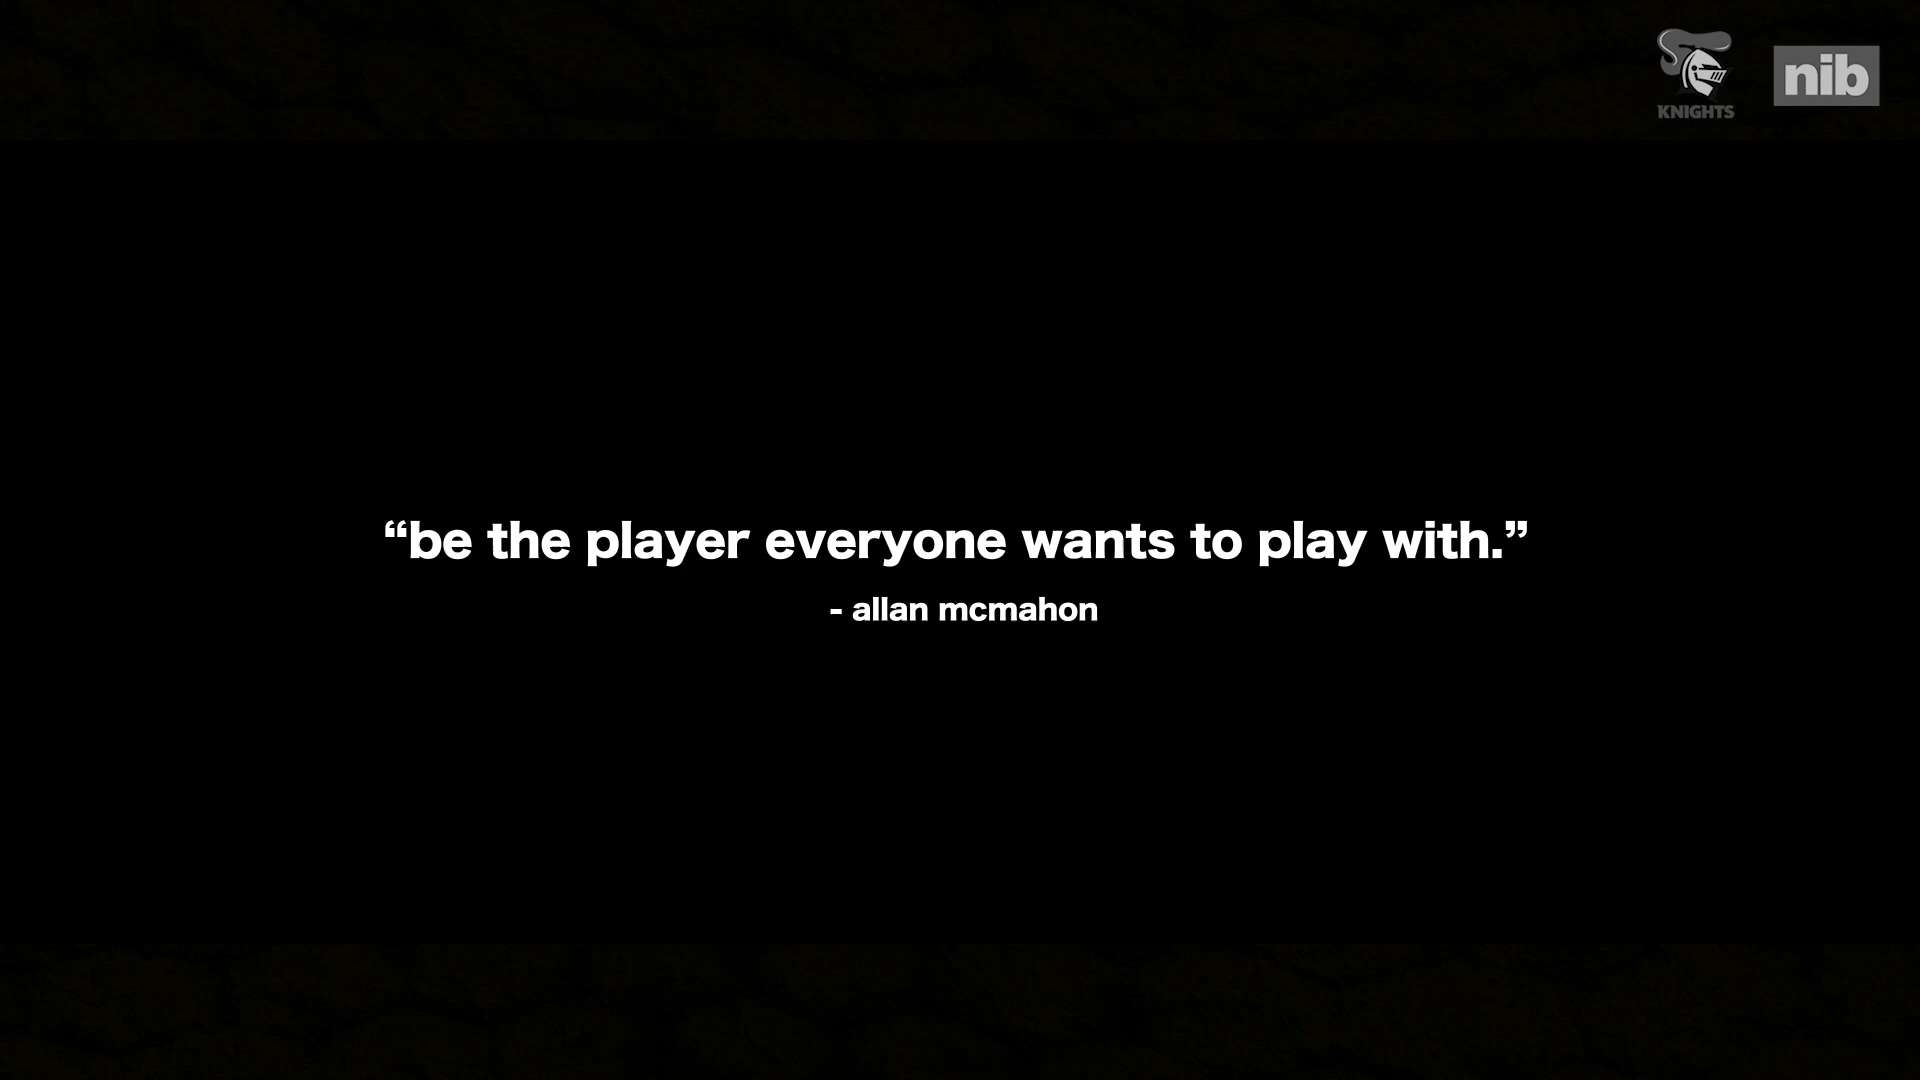 KNIGHTS
nib
“be the player everyone wants to play with.”
- allan mcmahon